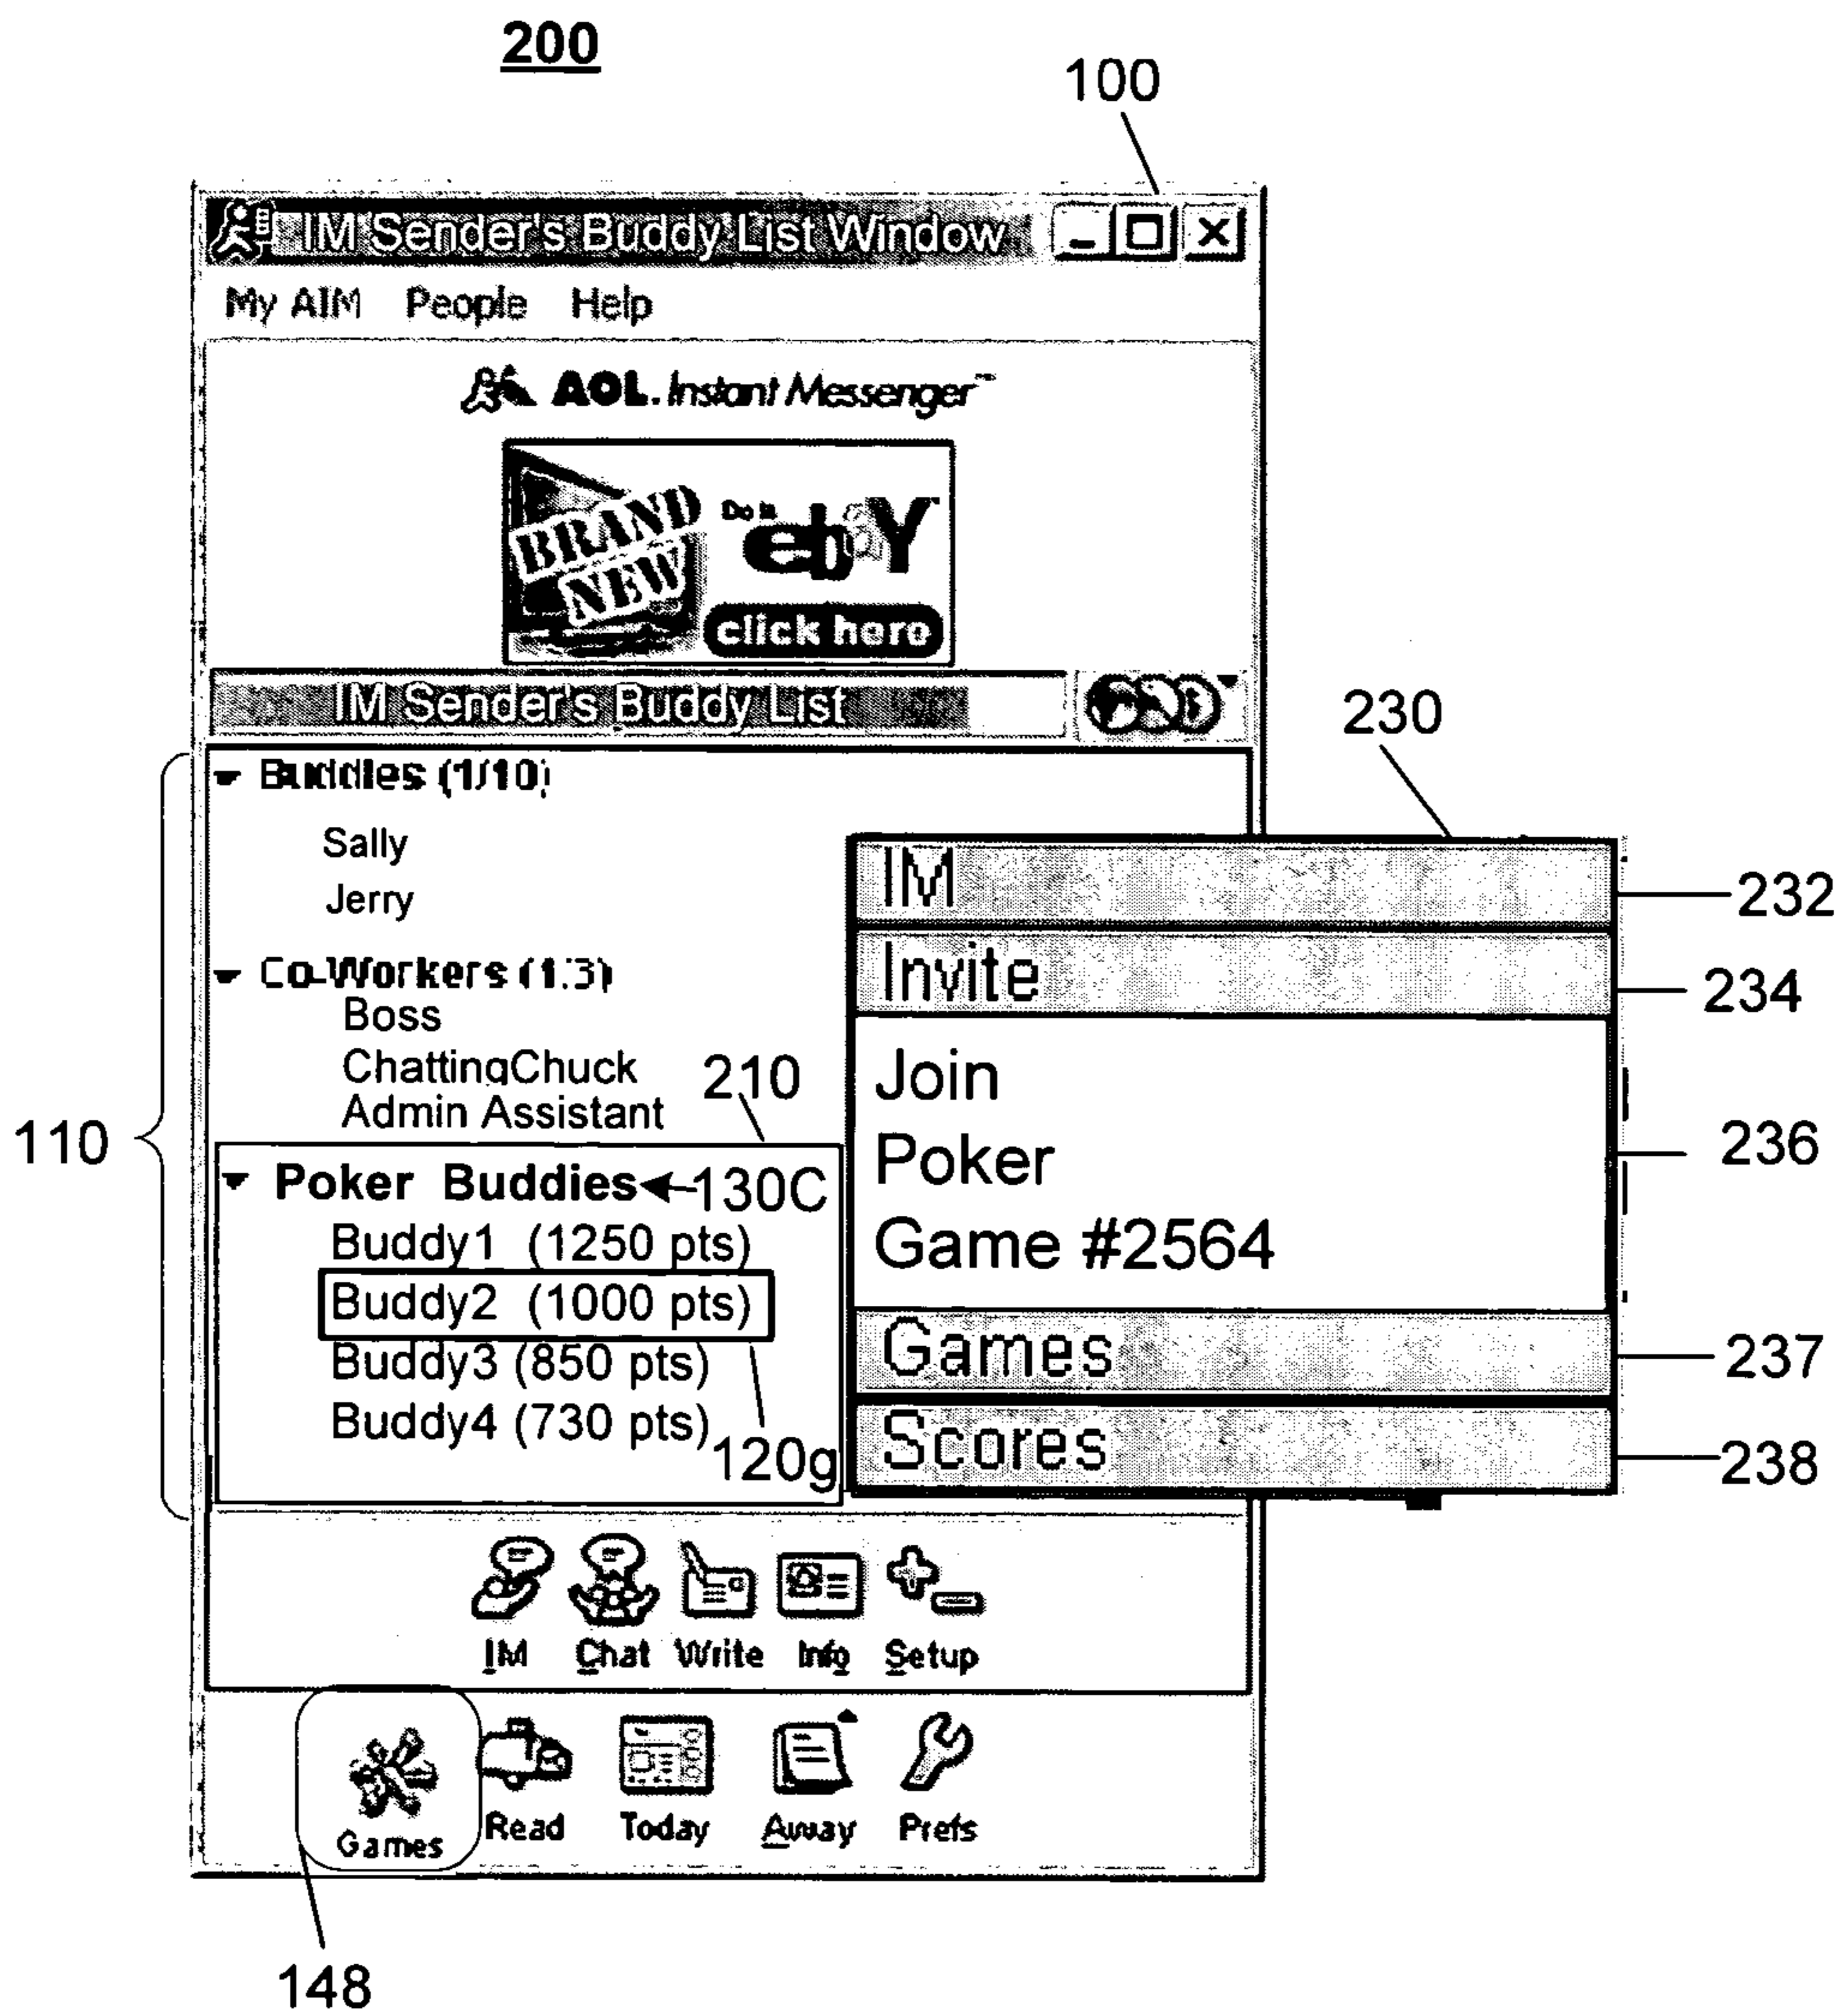 200
100
IM Sender's Buddy List Window
My AIM People Help
AOL Instant Messenger™
BRAND
NEW
Do It
ebY
click here
IM Sender's Buddy List
230
Buddies (1/10)
Sally
Jerry
IM
232
Invite
234
Co-Workers (1/3)
Boss
ChattingChuck
Admin Assistant
210
110
Join
Poker
Game #2564
236
Poker Buddies
130C
Buddy1 (1250 pts)
Buddy2 (1000 pts)
Buddy3 (850 pts)
Buddy4 (730 pts)
120g
Games
237
Scores
238
IM Chat Write Info Setup
Games Read Today Away Prefs
148